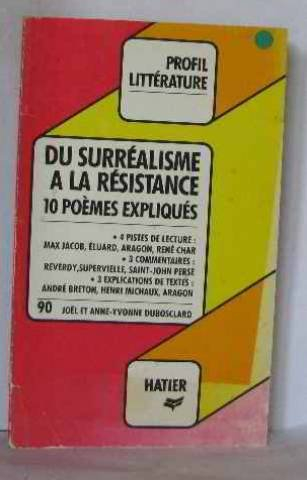 PROFIL
LITTÉRATURE
DU SURRÉALISME
A LA RÉSISTANCE
10 POÈMES EXPLIQUÉS
• 4 PISTES DE LECTURE :
MAX JACOB, ÉLUARD, ARAGON, RENÉ CHAR
• 3 COMMENTAIRES :
REVERDY, SUPERVIELLE, SAINT-JOHN PERSE
• 3 EXPLICATIONS DE TEXTES :
ANDRÉ BRETON, HENRI MICHAUX, ARAGON
90 JOËL ET ANNE-YVONNE DUBOSCLARD
HATIER